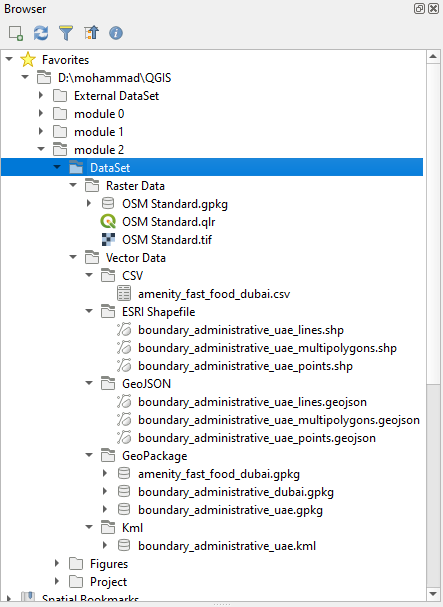 Browser
Favorites
D:\mohammad\QGIS
External DataSet
module 0
module 1
module 2
DataSet
Raster Data
OSM Standard.gpkg
OSM Standard.qlr
OSM Standard.tif
Vector Data
CSV
amenity_fast_food_dubai.csv
ESRI Shapefile
boundary_administrative_uae_lines.shp
boundary_administrative_uae_multipolygons.shp
boundary_administrative_uae_points.shp
GeoJSON
boundary_administrative_uae_lines.geojson
boundary_administrative_uae_multipolygons.geojson
boundary_administrative_uae_points.geojson
GeoPackage
amenity_fast_food_dubai.gpkg
boundary_administrative_dubai.gpkg
boundary_administrative_uae.gpkg
Kml
boundary_administrative_uae.kml
Figures
Project
Spatial Bookmarks